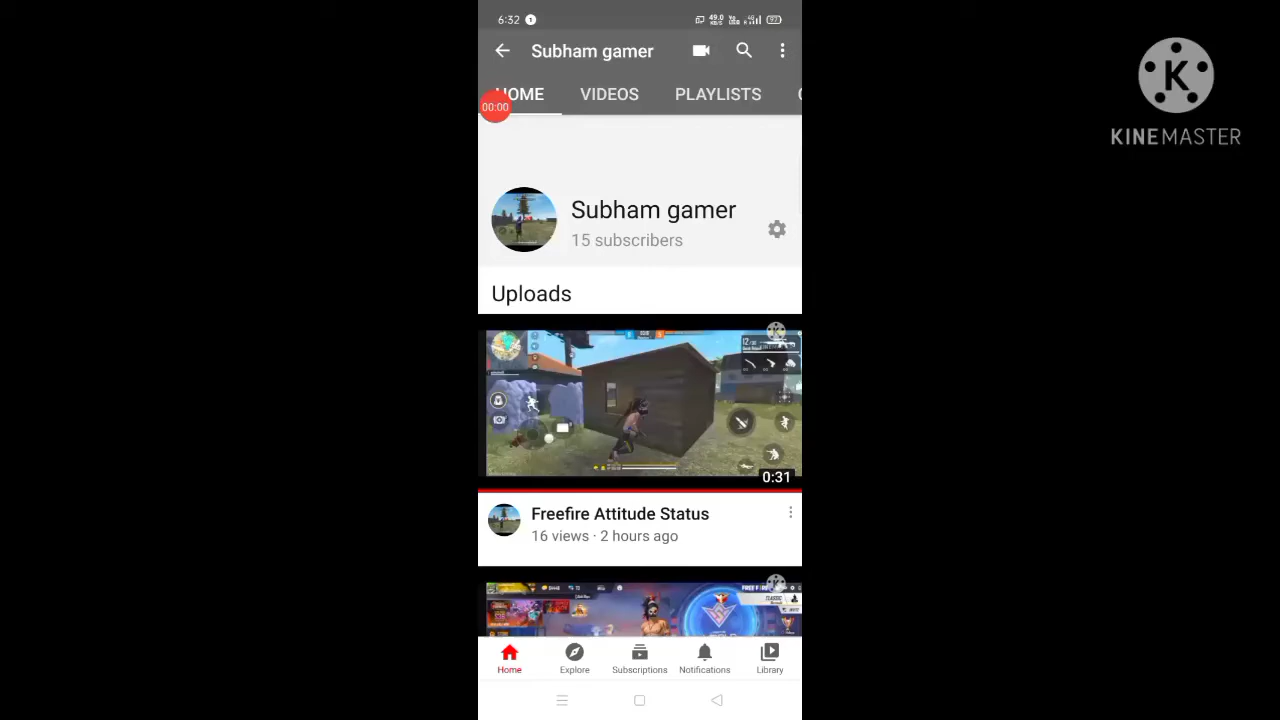 6:32
Subham gamer
HOME VIDEOS PLAYLISTS
00:00
KINEMASTER
Subham gamer
15 subscribers
Uploads
0:31
Freefire Attitude Status
16 views · 2 hours ago
Home Explore Subscriptions Notifications Library